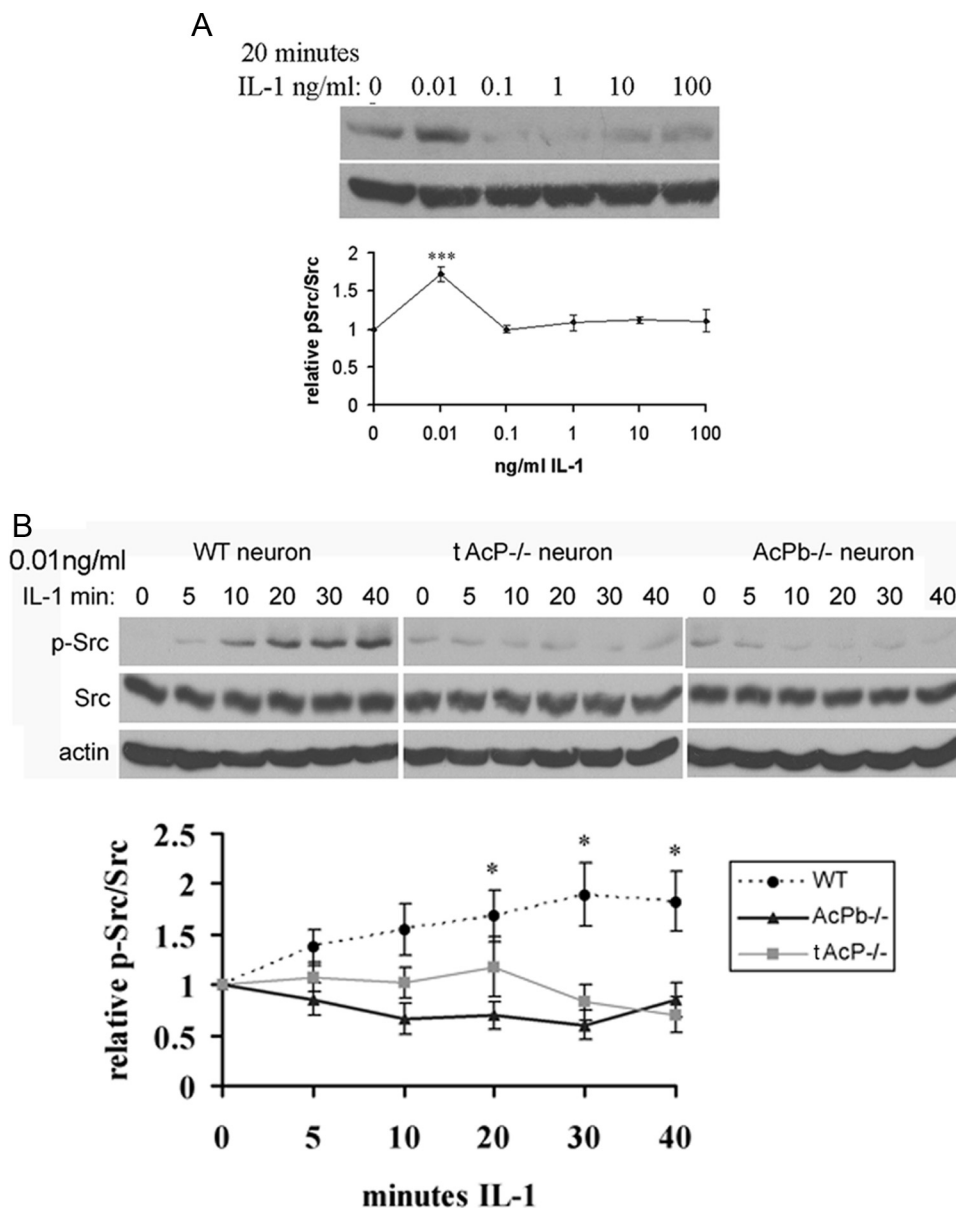 A
20 minutes
IL-1 ng/ml: 0 0.01 0.1 1 10 100
2
1.5
1
0.5
0
***
relative pSrc/Src
0 0.01 0.1 1 10 100
ng/ml IL-1
B
0.01ng/ml WT neuron tAcP-/- neuron AcPb-/- neuron
IL-1 min: 0 5 10 20 30 40 0 5 10 20 30 40 0 5 10 20 30 40
p-Src
Src
actin
2.5
2
1.5
1
0.5
0
* * *
relative p-Src/Src
WT
AcPb-/-
tAcP-/-
0 5 10 20 30 40
minutes IL-1